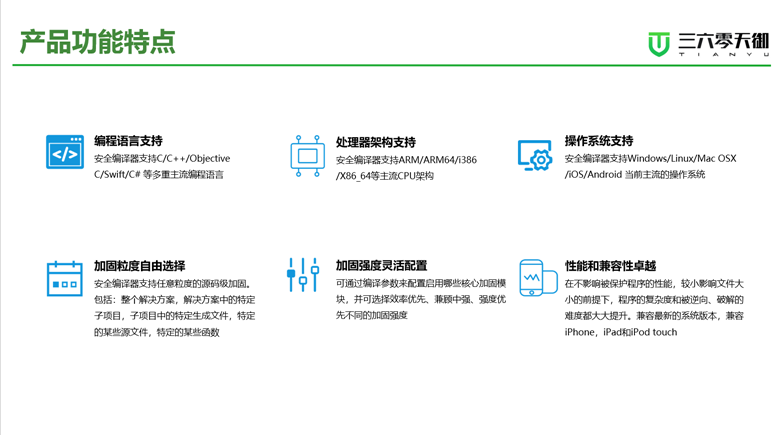 产品功能特点
三六零天御
TIANYU
编程语言支持
安全编译器支持C/C++/Objective
C/Swift/C# 等多重主流编程语言
处理器架构支持
安全编译器支持ARM/ARM64/i386
/X86_64等主流CPU架构
操作系统支持
安全编译器支持Windows/Linux/Mac OSX
/iOS/Android 当前主流的操作系统
加固粒度自由选择
安全编译器支持任意粒度的源码级加固。
包括：整个解决方案，解决方案中的特定
子项目，子项目中的特定生成文件，特定
的某些源文件，特定的某些函数
加固强度灵活配置
可通过编译参数来配置启用哪些核心加固模
块，并可选择效率优先、兼顾中强、强度优
先不同的加固强度
性能和兼容性卓越
在不影响被保护程序的性能，较小影响文件大
小的前提下，程序的复杂度和被逆向、破解的
难度都大大提升。兼容最新的系统版本，兼容
iPhone，iPad和iPod touch